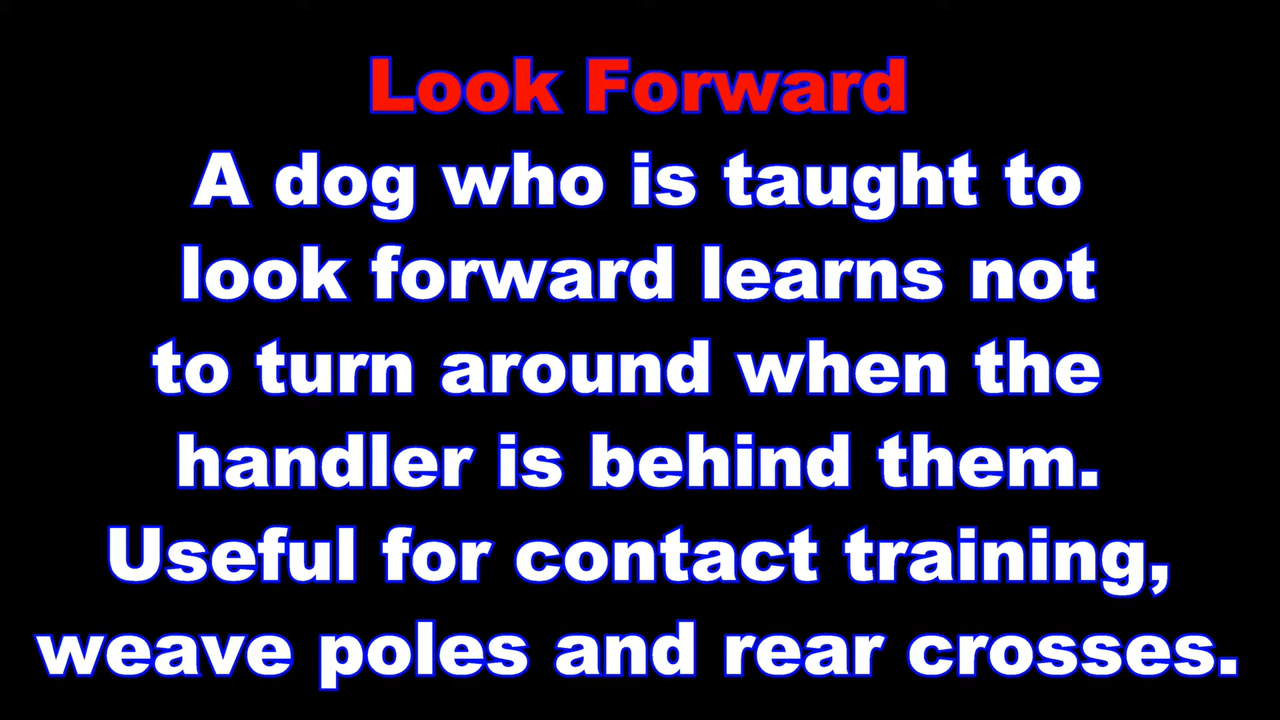 Look Forward
A dog who is taught to
look forward learns not
to turn around when the
handler is behind them.
Useful for contact training,
weave poles and rear crosses.